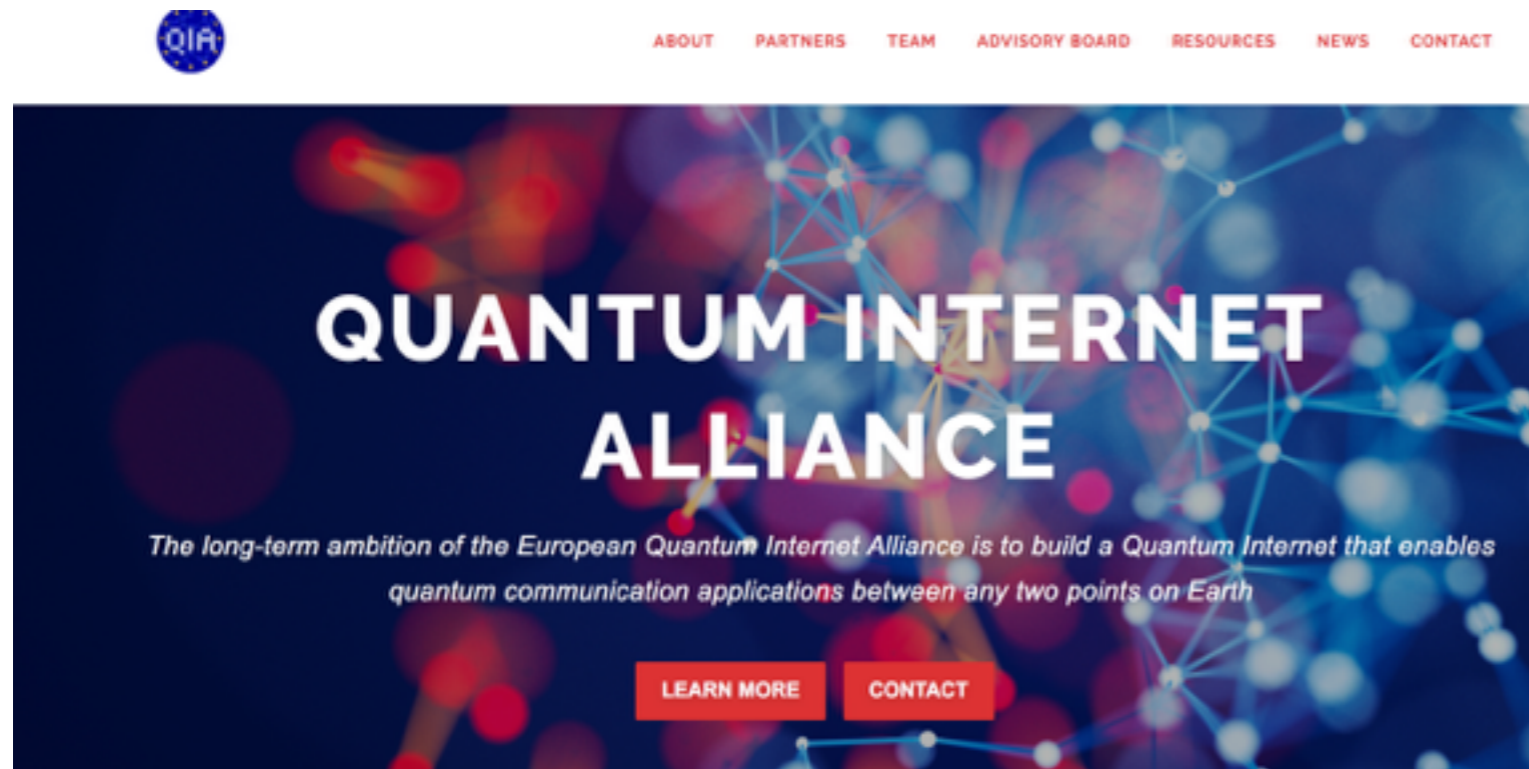 QIA
ABOUT PARTNERS TEAM ADVISORY BOARD RESOURCES NEWS CONTACT
QUANTUM INTERNET
ALLIANCE
The long-term ambition of the European Quantum Internet Alliance is to build a Quantum Internet that enables
quantum communication applications between any two points on Earth
LEARN MORE CONTACT